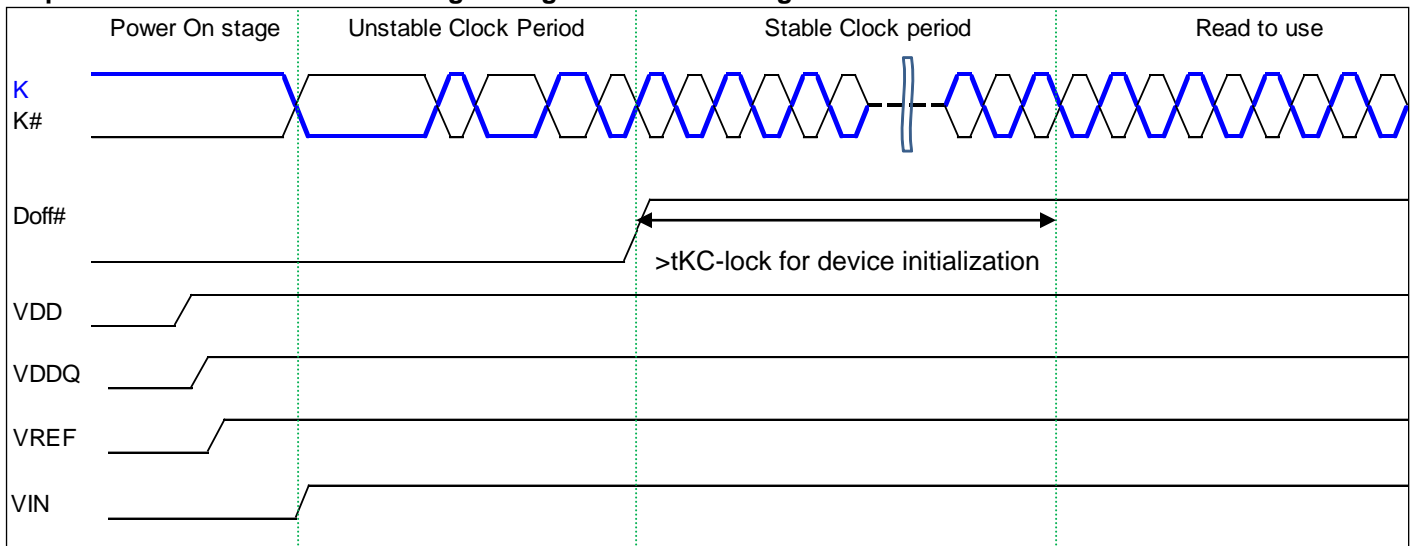 Power On stage
Unstable Clock Period
Stable Clock period
Read to use
K
K#
Doff#
>tKC-lock for device initialization
VDD
VDDQ
VREF
VIN